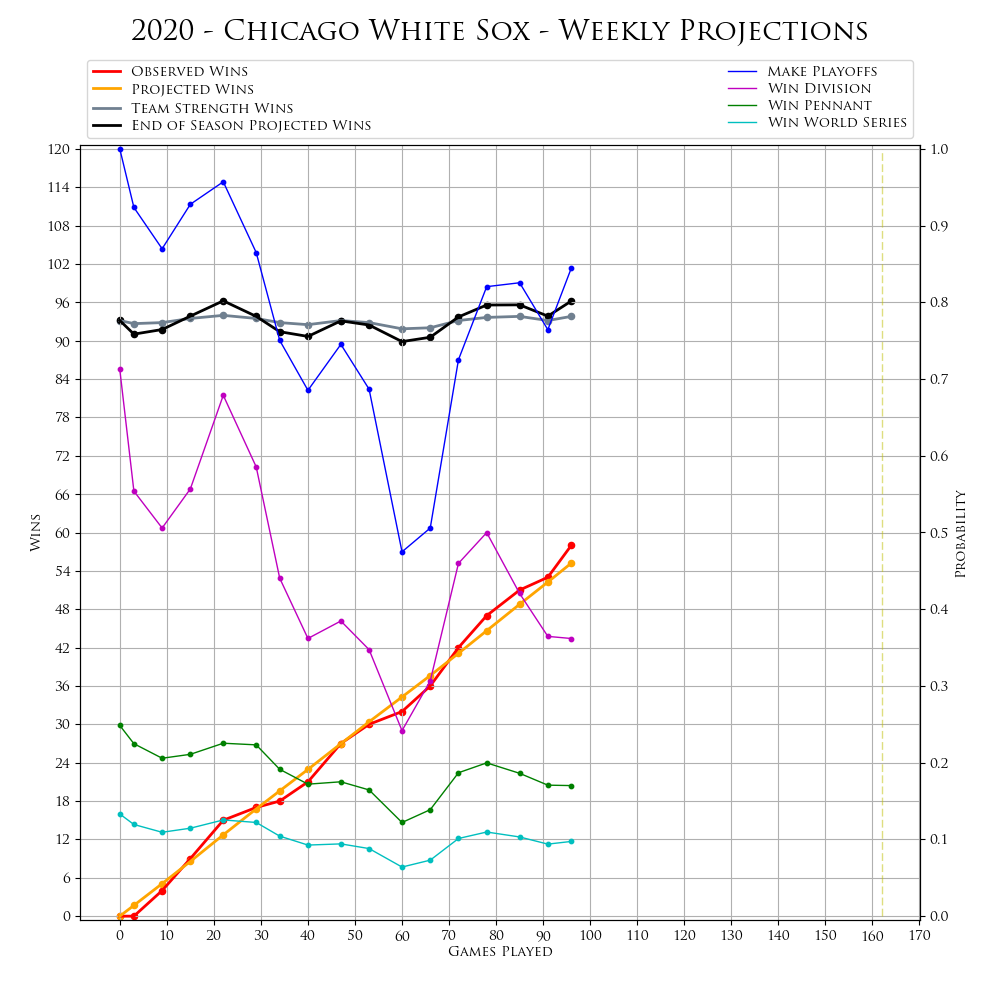 2020 - Chicago White Sox - Weekly Projections
Observed Wins
Projected Wins
Team Strength Wins
End of Season Projected Wins
Make Playoffs
Win Division
Win Pennant
Win World Series
120
114
108
102
96
90
84
78
72
66
60
54
48
42
36
30
24
18
12
6
0
Wins
1.0
0.9
0.8
0.7
0.6
0.5
0.4
0.3
0.2
0.1
0.0
Probability
0 10 20 30 40 50 60 70 80 90 100 110 120 130 140 150 160 170
Games Played